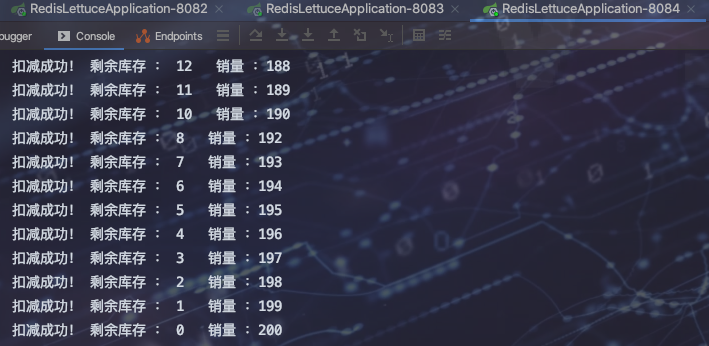 RedisLettuceApplication-8082 RedisLettuceApplication-8083 RedisLettuceApplication-8084
bugger Console Endpoints
扣减成功! 剩余库存 : 12 销量 :188
扣减成功! 剩余库存 : 11 销量 :189
扣减成功! 剩余库存 : 10 销量 :190
扣减成功! 剩余库存 : 8 销量 :192
扣减成功! 剩余库存 : 7 销量 :193
扣减成功! 剩余库存 : 6 销量 :194
扣减成功! 剩余库存 : 5 销量 :195
扣减成功! 剩余库存 : 4 销量 :196
扣减成功! 剩余库存 : 3 销量 :197
扣减成功! 剩余库存 : 2 销量 :198
扣减成功! 剩余库存 : 1 销量 :199
扣减成功! 剩余库存 : 0 销量 :200